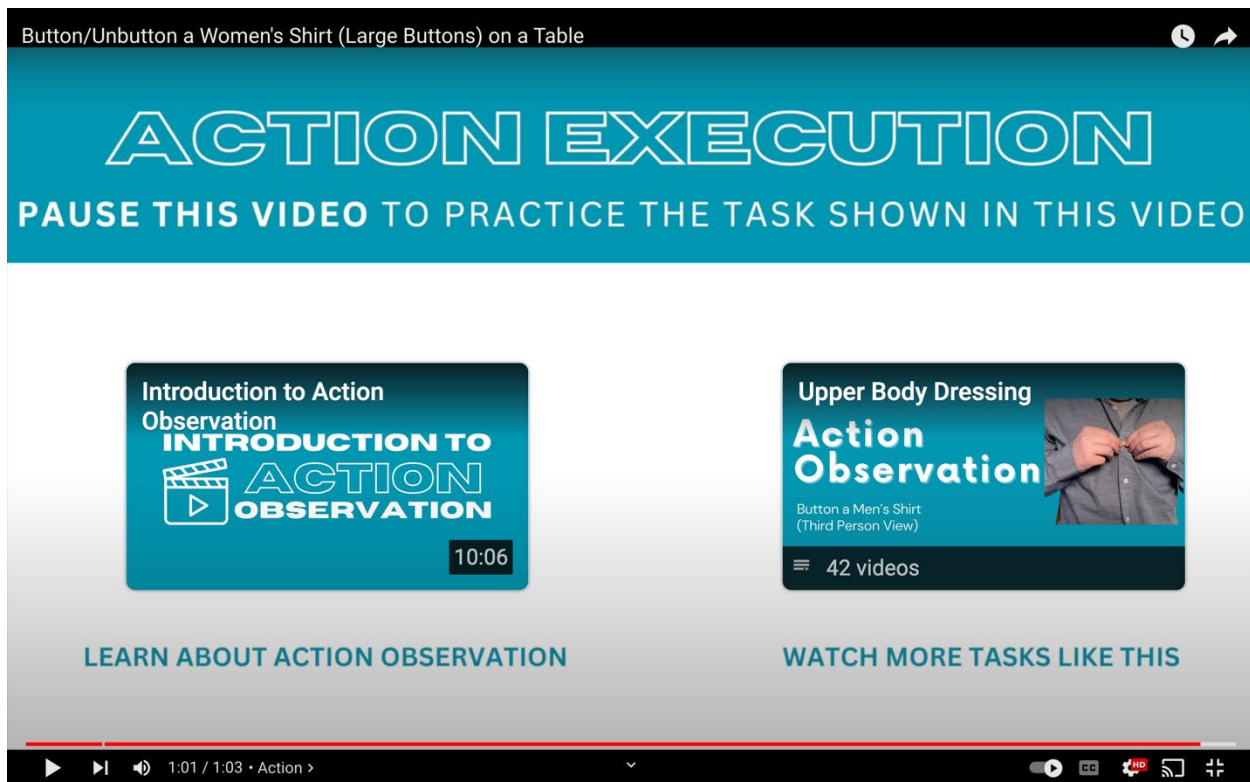 Button/Unbutton a Women's Shirt (Large Buttons) on a Table
ACTION EXECUTION
PAUSE THIS VIDEO TO PRACTICE THE TASK SHOWN IN THIS VIDEO
Introduction to Action
Observation
INTRODUCTION TO
ACTION
OBSERVATION
10:06
LEARN ABOUT ACTION OBSERVATION
Upper Body Dressing
Action
Observation
Button a Men's Shirt
(Third Person View)
42 videos
WATCH MORE TASKS LIKE THIS
1:01 / 1:03 • Action >
CC
HD